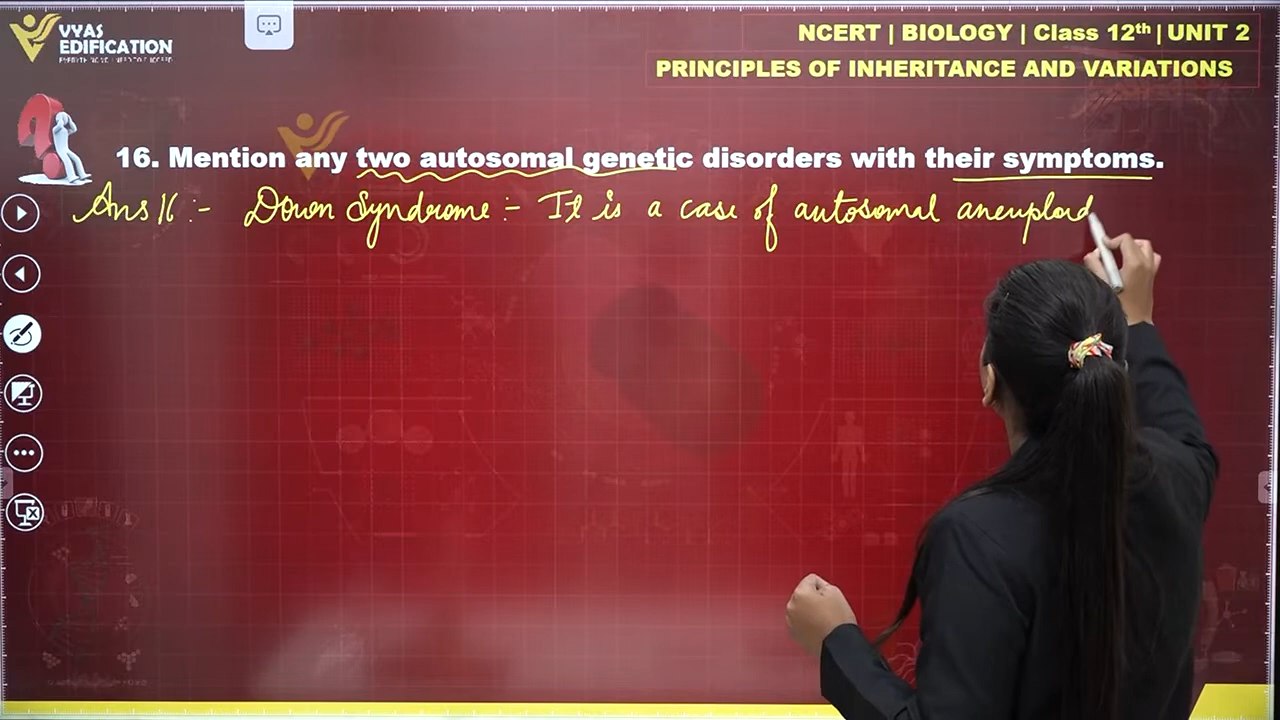 VYAS
EDIFICATION
NCERT | BIOLOGY | Class 12th | UNIT 2
PRINCIPLES OF INHERITANCE AND VARIATIONS
16. Mention any two autosomal genetic disorders with their symptoms.
Ans 16 :- Down Syndrome :- It is a case of autosomal aneuploid